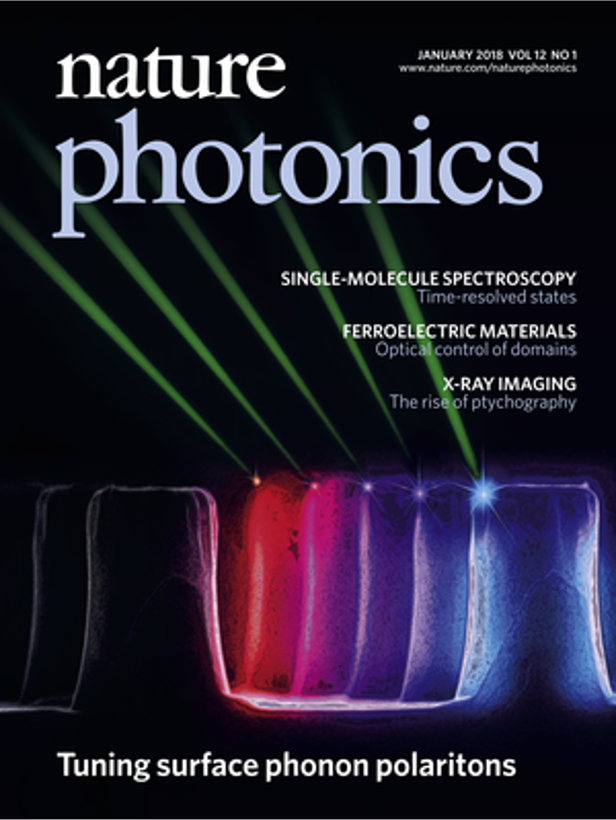 nature
photonics
JANUARY 2018 VOL 12 NO 1
www.nature.com/naturephotonics
SINGLE-MOLECULE SPECTROSCOPY
Time-resolved states
FERROELECTRIC MATERIALS
Optical control of domains
X-RAY IMAGING
The rise of ptychography
Tuning surface phonon polaritons